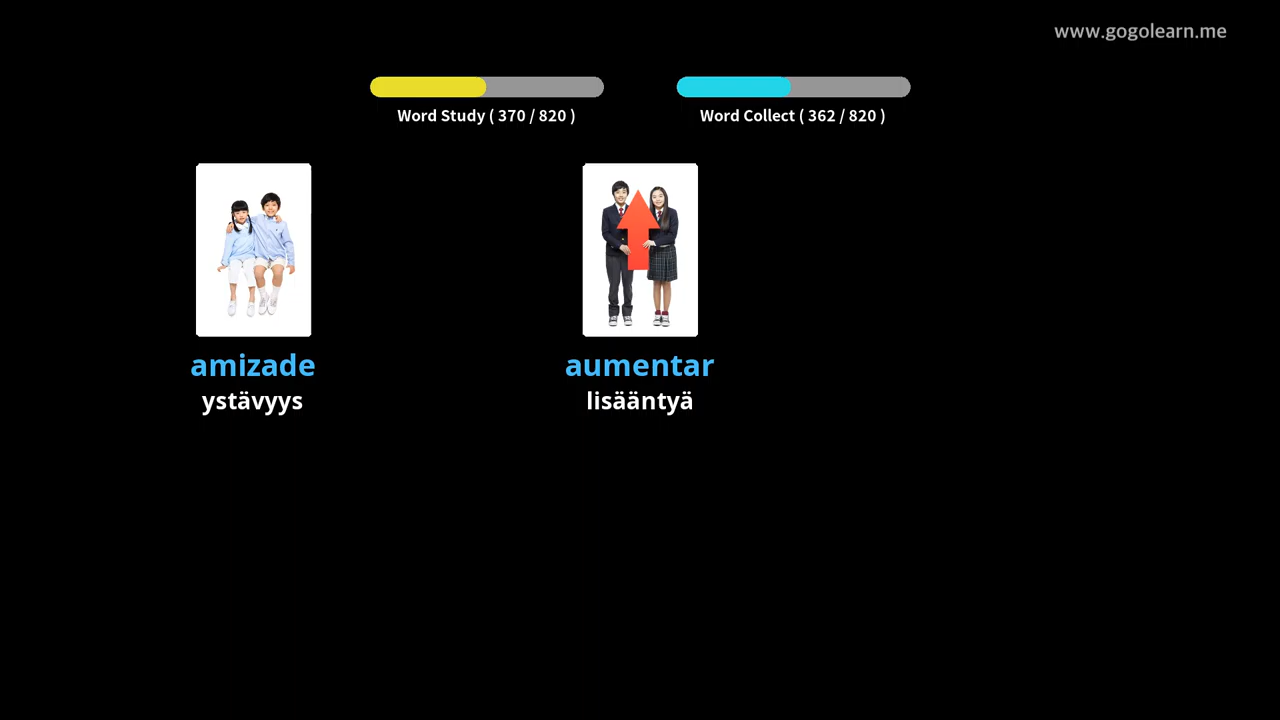 www.gogolearn.me
Word Study ( 370 / 820 )
Word Collect ( 362 / 820 )
amizade
ystävyys
aumentar
lisääntyä